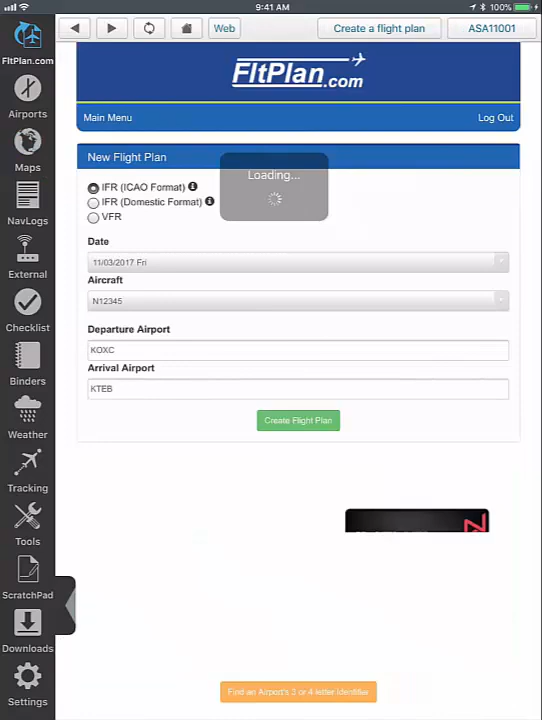 9:41 AM
100%
Web
Create a flight plan
ASA11001
FltPlan.com
Airports
Maps
NavLogs
External
Checklist
Binders
Weather
Tracking
Tools
ScratchPad
Downloads
Settings
FltPlan.com
Main Menu
Log Out
New Flight Plan
Loading...
IFR (ICAO Format)
IFR (Domestic Format)
VFR
Date
11/03/2017 Fri
Aircraft
N12345
Departure Airport
KOXC
Arrival Airport
KTEB
Create Flight Plan
Find an Airport's 3 or 4 letter Identifier